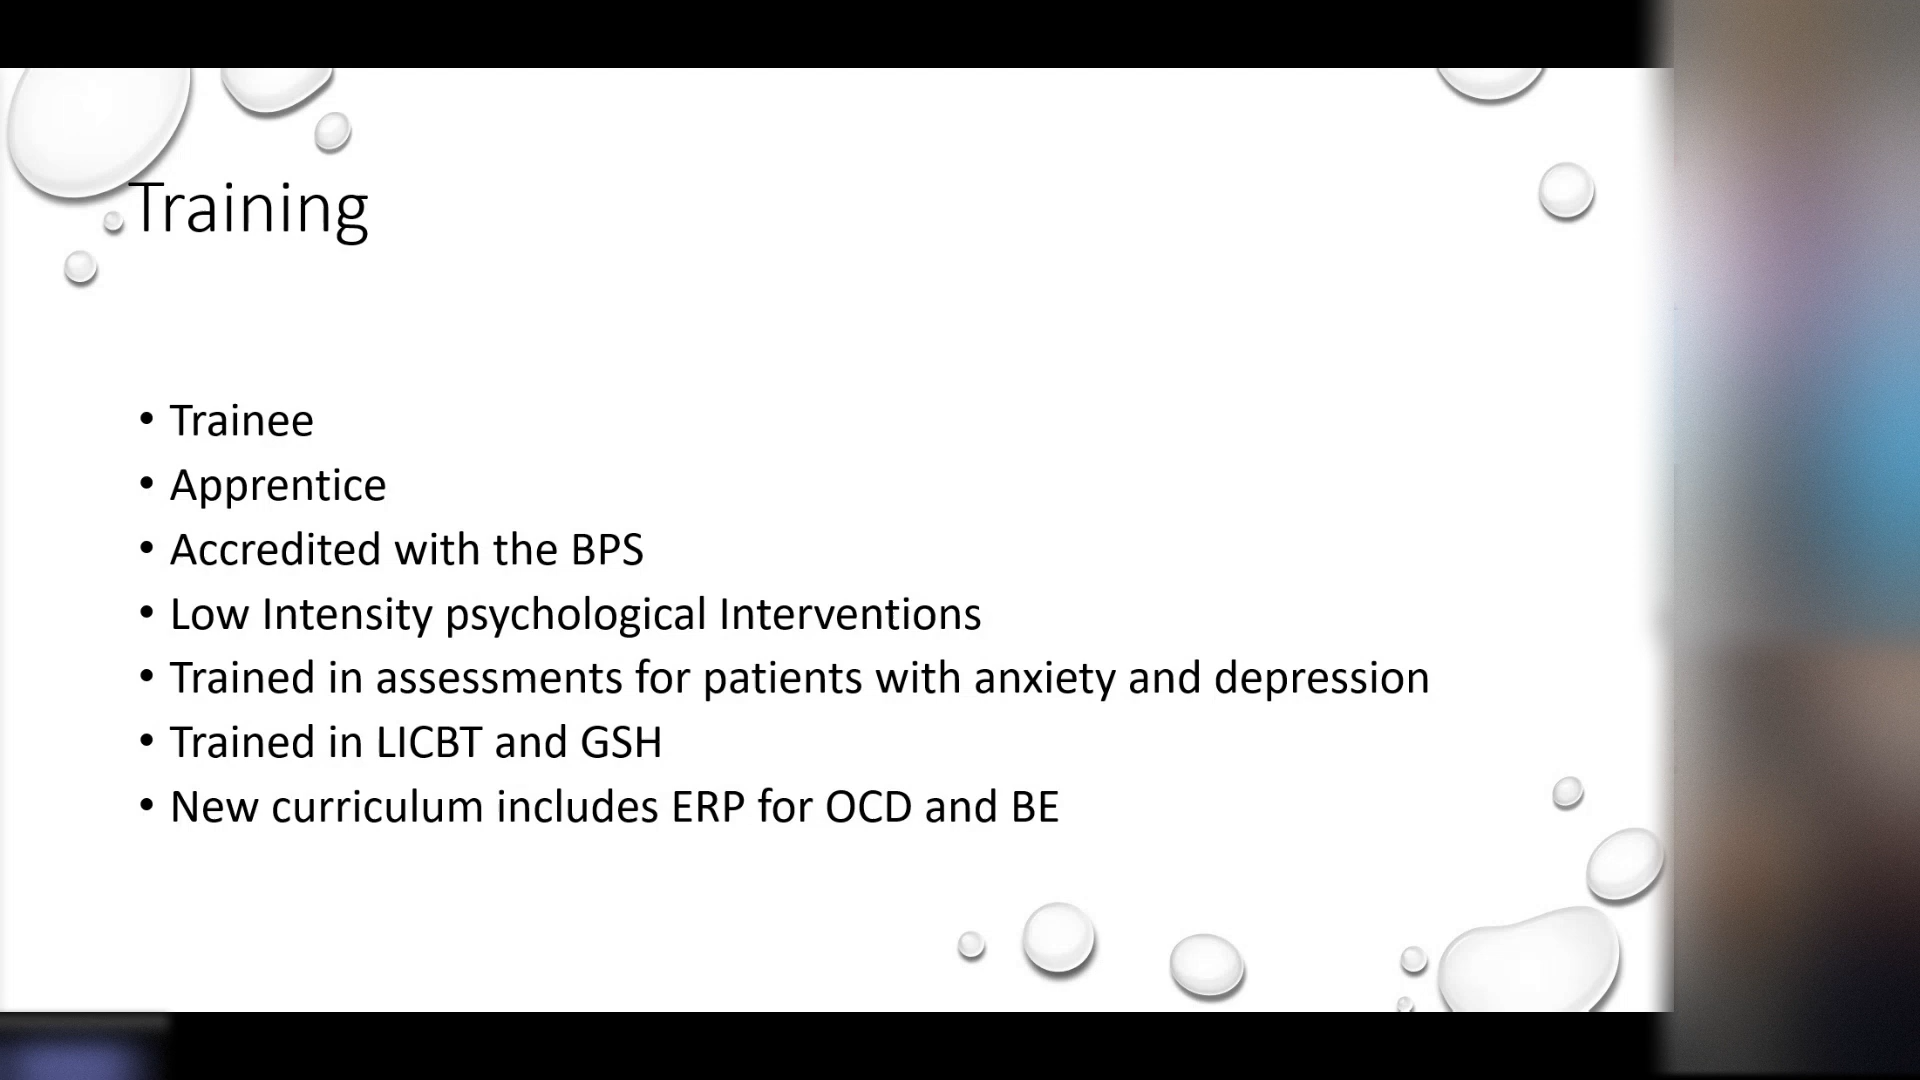 Training
• Trainee
• Apprentice
• Accredited with the BPS
• Low Intensity psychological Interventions
• Trained in assessments for patients with anxiety and depression
• Trained in LICBT and GSH
• New curriculum includes ERP for OCD and BE